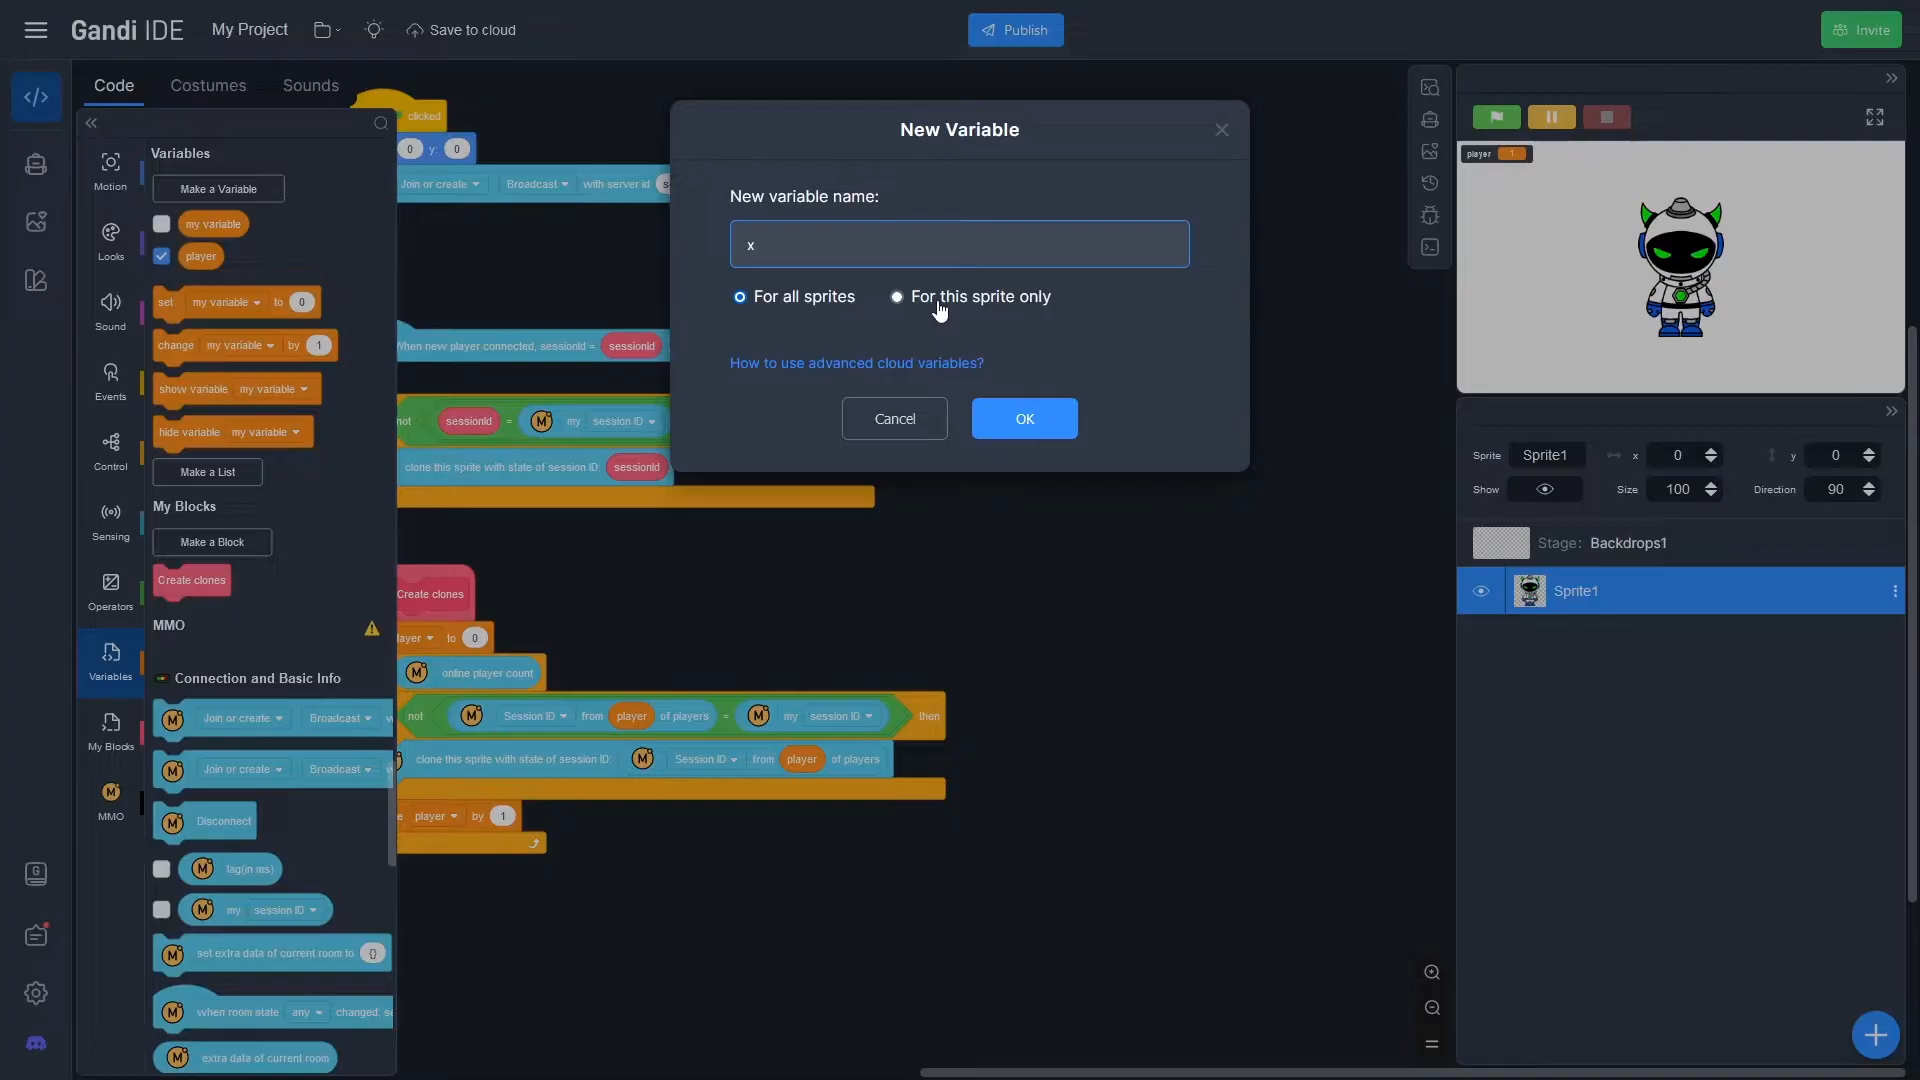 Gandi IDE
My Project
Save to cloud
Publish
Invite
Code
Costumes
Sounds
Motion
Looks
Sound
Events
Control
Sensing
Operators
Variables
My Blocks
MMO
Variables
Make a Variable
my variable
player
set my variable to 0
change my variable by 1
show variable my variable
hide variable my variable
Make a List
My Blocks
Make a Block
Create clones
MMO
Connection and Basic Info
M Join or create Broadcast
M Join or create Broadcast
M Disconnect
M lag(in ms)
M my session ID
M set extra data of current room to {}
M when room state any changed,
M extra data of current room
clicked
0 y: 0
Join or create Broadcast with server id
When new player connected, sessionId = sessionId
not sessionId = M my session ID
clone this sprite with state of session ID: sessionId
Create clones
to 0
M online player count
not M Session ID from player of players = M my session ID then
clone this sprite with state of session ID: M Session ID from player of players
player by 1
New Variable
New variable name:
x
For all sprites
For this sprite only
How to use advanced cloud variables?
Cancel
OK
player 1
Sprite Sprite1 x 0 y 0
Show Size 100 Direction 90
Stage: Backdrops1
Sprite1